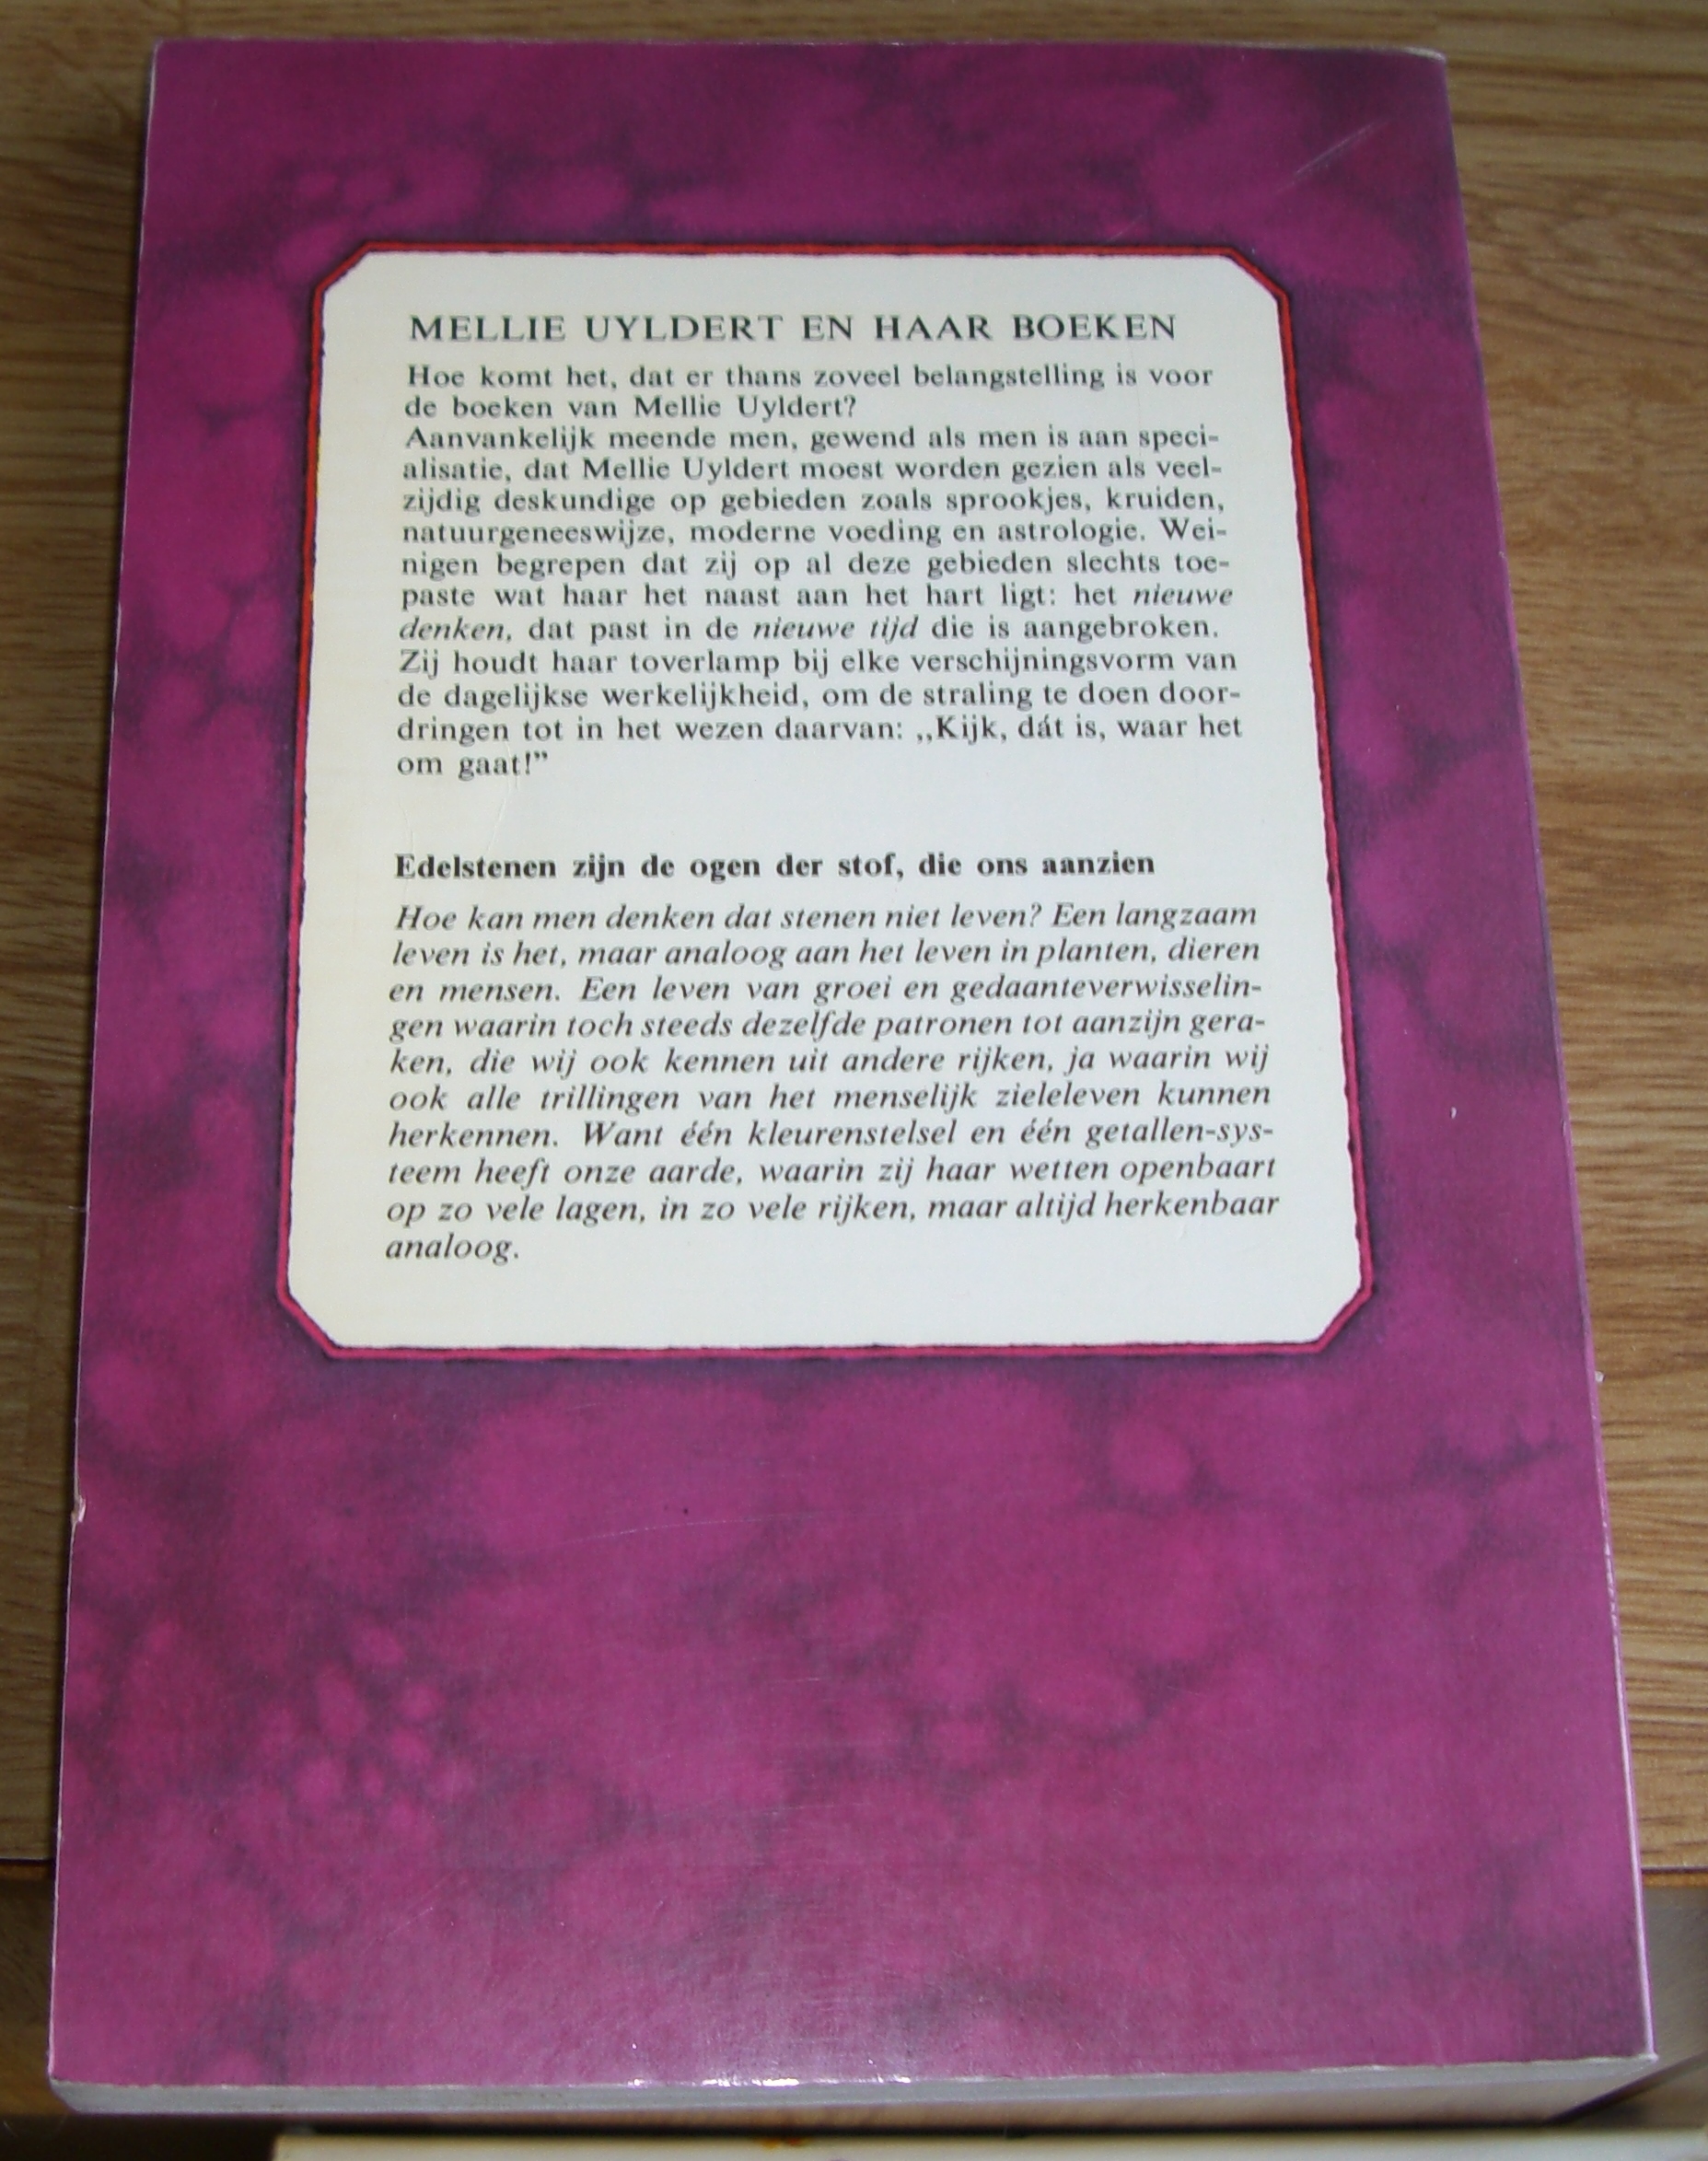 MELLIE UYLDERT EN HAAR BOEKEN
Hoe komt het, dat er thans zoveel belangstelling is voor
de boeken van Mellie Uyldert?
Aanvankelijk meende men, gewend als men is aan speci-
alisatie, dat Mellie Uyldert moest worden gezien als veel-
zijdig deskundige op gebieden zoals sprookjes, kruiden,
natuurgeneeswijze, moderne voeding en astrologie. Wei-
nigen begrepen dat zij op al deze gebieden slechts toe-
paste wat haar het naast aan het hart ligt: het nieuwe
denken, dat past in de nieuwe tijd die is aangebroken.
Zij houdt haar toverlamp bij elke verschijningsvorm van
de dagelijkse werkelijkheid, om de straling te doen door-
dringen tot in het wezen daarvan: ,,Kijk, dát is, waar het
om gaat!”
Edelstenen zijn de ogen der stof, die ons aanzien
Hoe kan men denken dat stenen niet leven? Een langzaam
leven is het, maar analoog aan het leven in planten, dieren
en mensen. Een leven van groei en gedaanteverwisselin-
gen waarin toch steeds dezelfde patronen tot aanzijn gera-
ken, die wij ook kennen uit andere rijken, ja waarin wij
ook alle trillingen van het menselijk zieleleven kunnen
herkennen. Want één kleurenstelsel en één getallen-sys-
teem heeft onze aarde, waarin zij haar wetten openbaart
op zo vele lagen, in zo vele rijken, maar altijd herkenbaar
analoog.